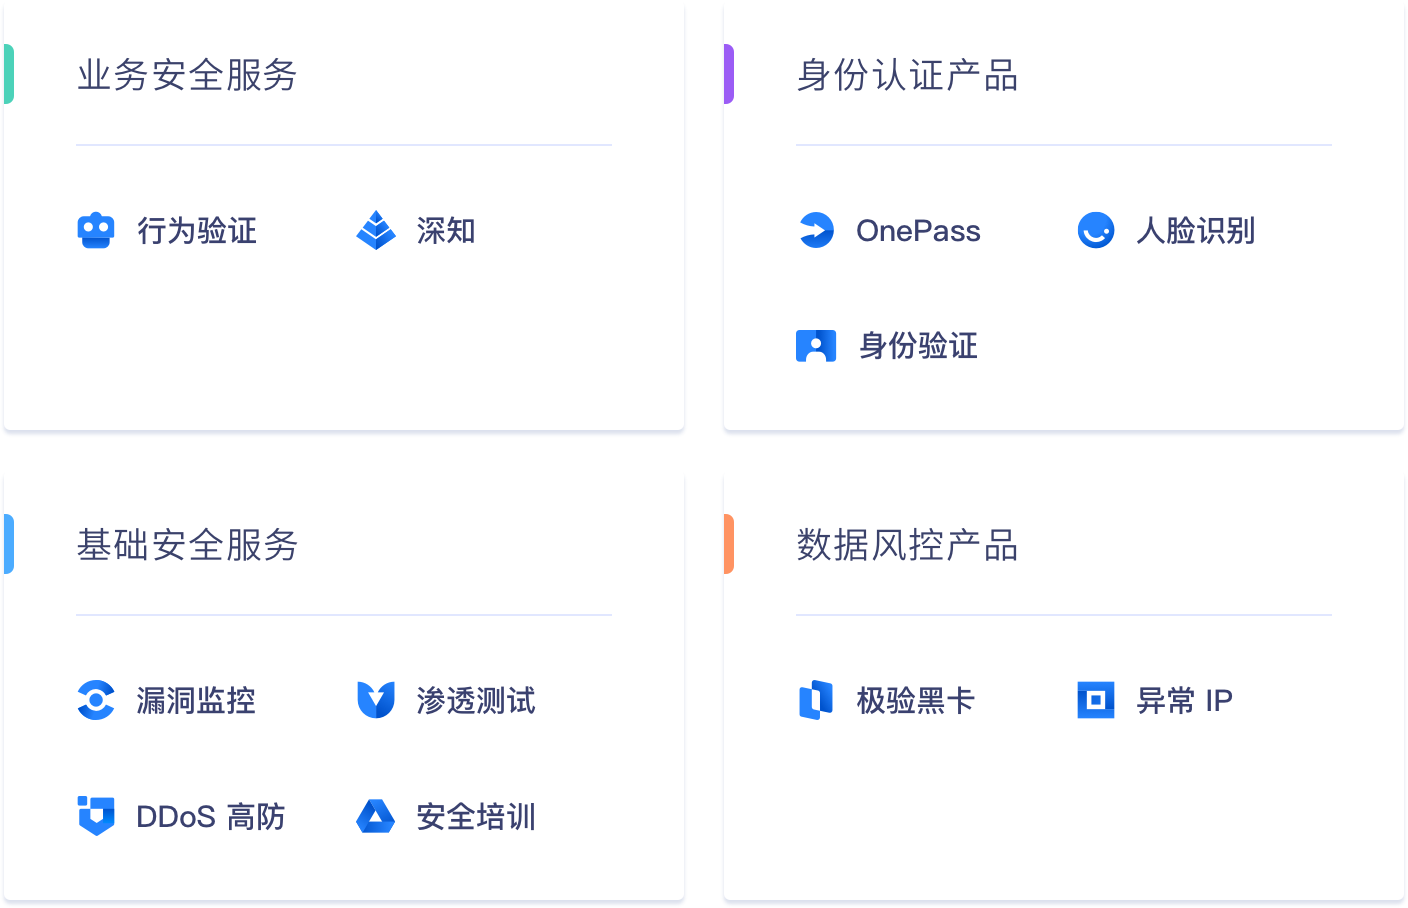 业务安全服务
行为验证
深知
身份认证产品
OnePass
人脸识别
身份验证
基础安全服务
漏洞监控
渗透测试
DDoS 高防
安全培训
数据风控产品
极验黑卡
异常 IP